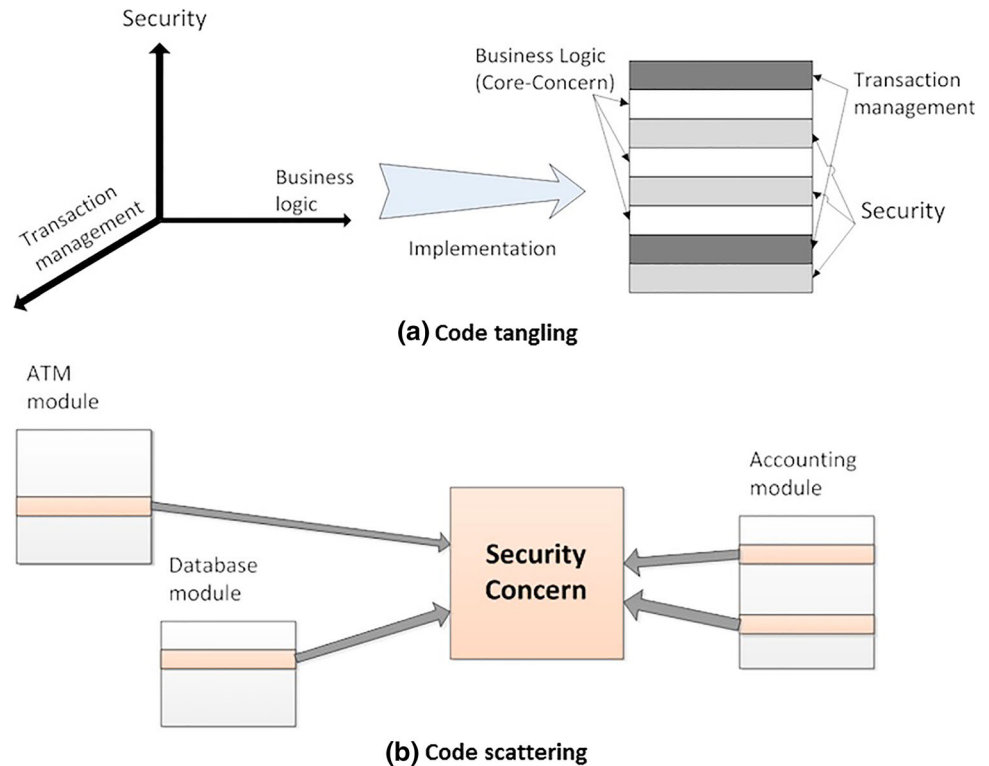 Security
Business
logic
Transaction
management
Implementation
Business Logic
(Core-Concern)
Transaction
management
Security
(a) Code tangling
ATM
module
Database
module
Security
Concern
Accounting
module
(b) Code scattering